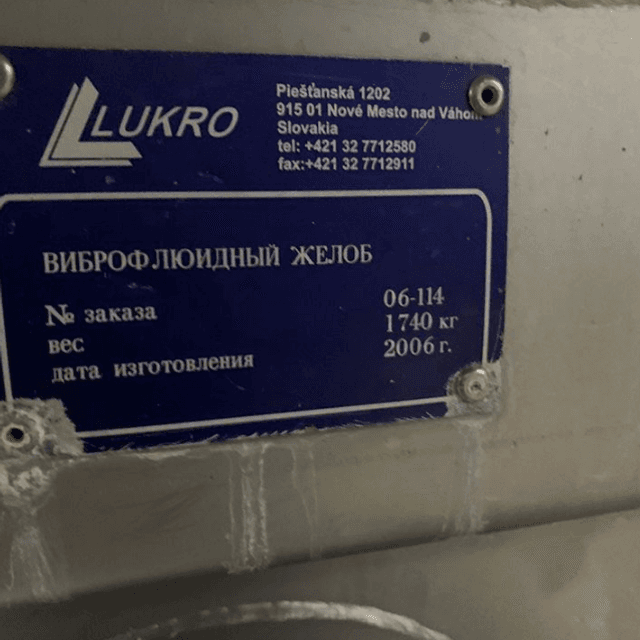 LUKRO
Piešťanská 1202
915 01 Nové Mesto nad Váhom
Slovakia
tel: +421 32 7712580
fax:+421 32 7712911
ВИБРОФЛЮИДНЫЙ ЖЕЛОБ
№ заказа 06-114
вес 1740 кг
дата изготовления 2006 г.